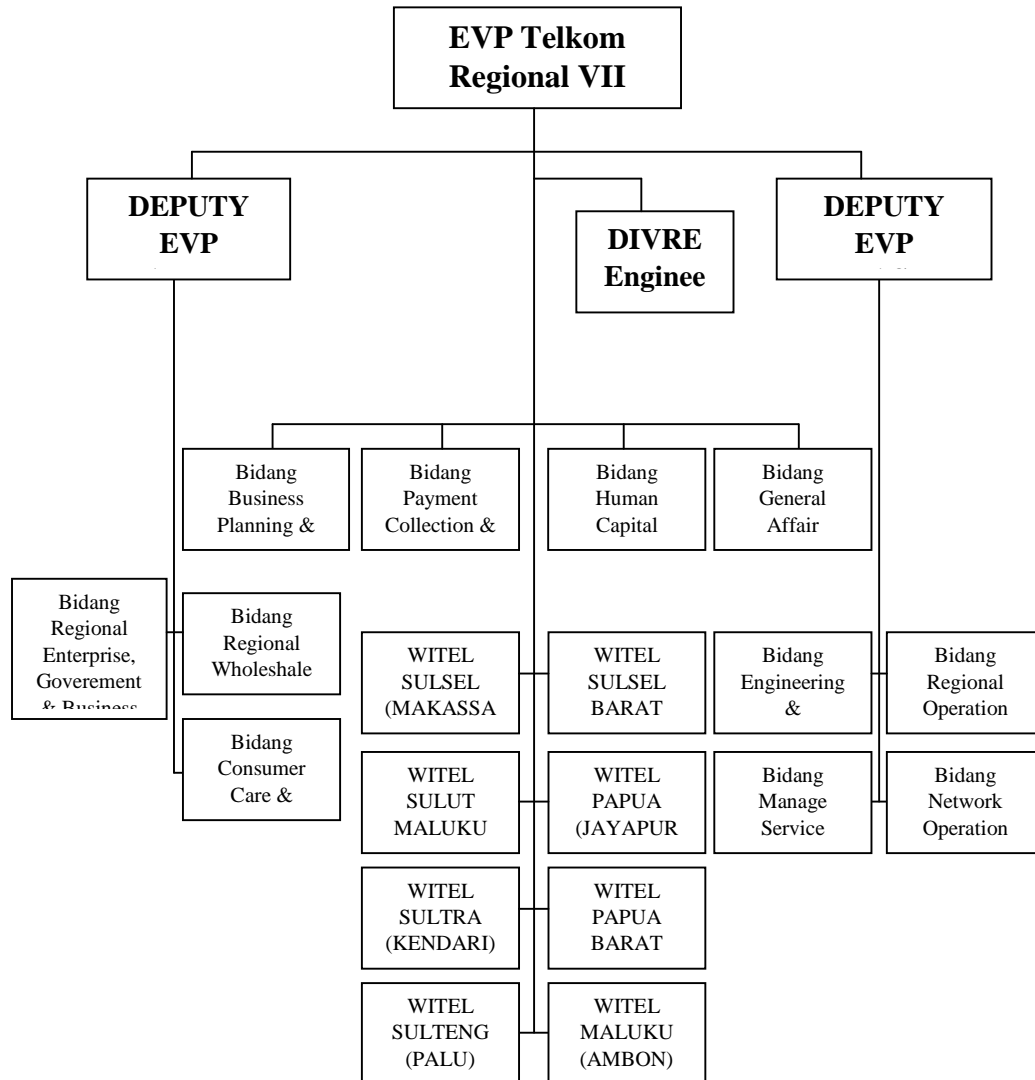 EVP Telkom
Regional VII
DEPUTY
EVP
DIVRE
Enginee
DEPUTY
EVP
Bidang
Business
Planning &
Bidang
Payment
Collection &
Bidang
Human
Capital
Bidang
General
Affair
Bidang
Regional
Enterprise,
Goverement
& Business
Bidang
Regional
Wholeshale
WITEL
SULSEL
(MAKASSA
WITEL
SULSEL
BARAT
Bidang
Engineering
&
Bidang
Regional
Operation
Bidang
Consumer
Care &
WITEL
SULUT
MALUKU
WITEL
PAPUA
(JAYAPUR
Bidang
Manage
Service
Bidang
Network
Operation
WITEL
SULTRA
(KENDARI)
WITEL
PAPUA
BARAT
WITEL
SULTENG
(PALU)
WITEL
MALUKU
(AMBON)